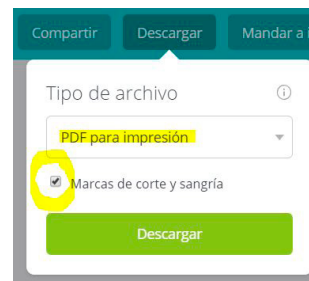 Compartir Descargar Mandar a
Tipo de archivo
PDF para impresión
Marcas de corte y sangría
Descargar